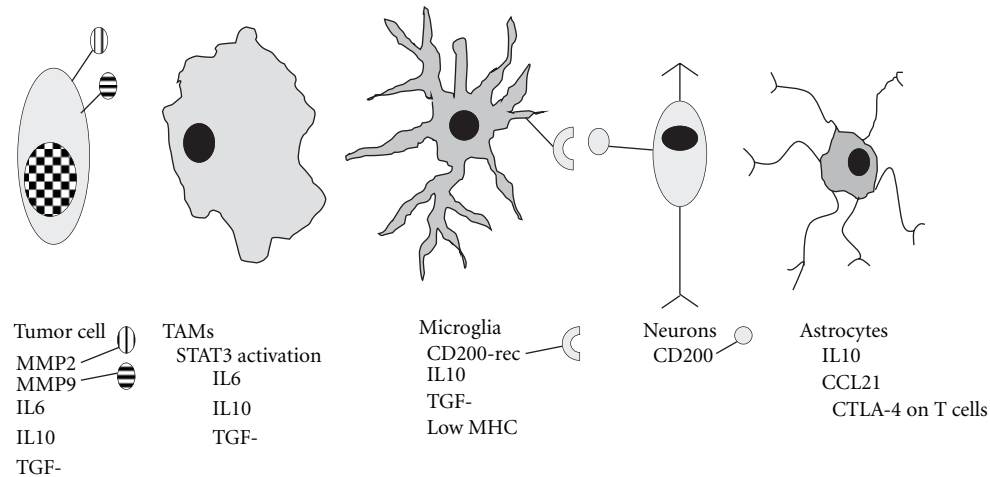 Tumor cell
MMP2
MMP9
IL6
IL10
TGF-
TAMs
STAT3 activation
IL6
IL10
TGF-
Microglia
CD200-rec
IL10
TGF-
Low MHC
Neurons
CD200
Astrocytes
IL10
CCL21
CTLA-4 on T cells